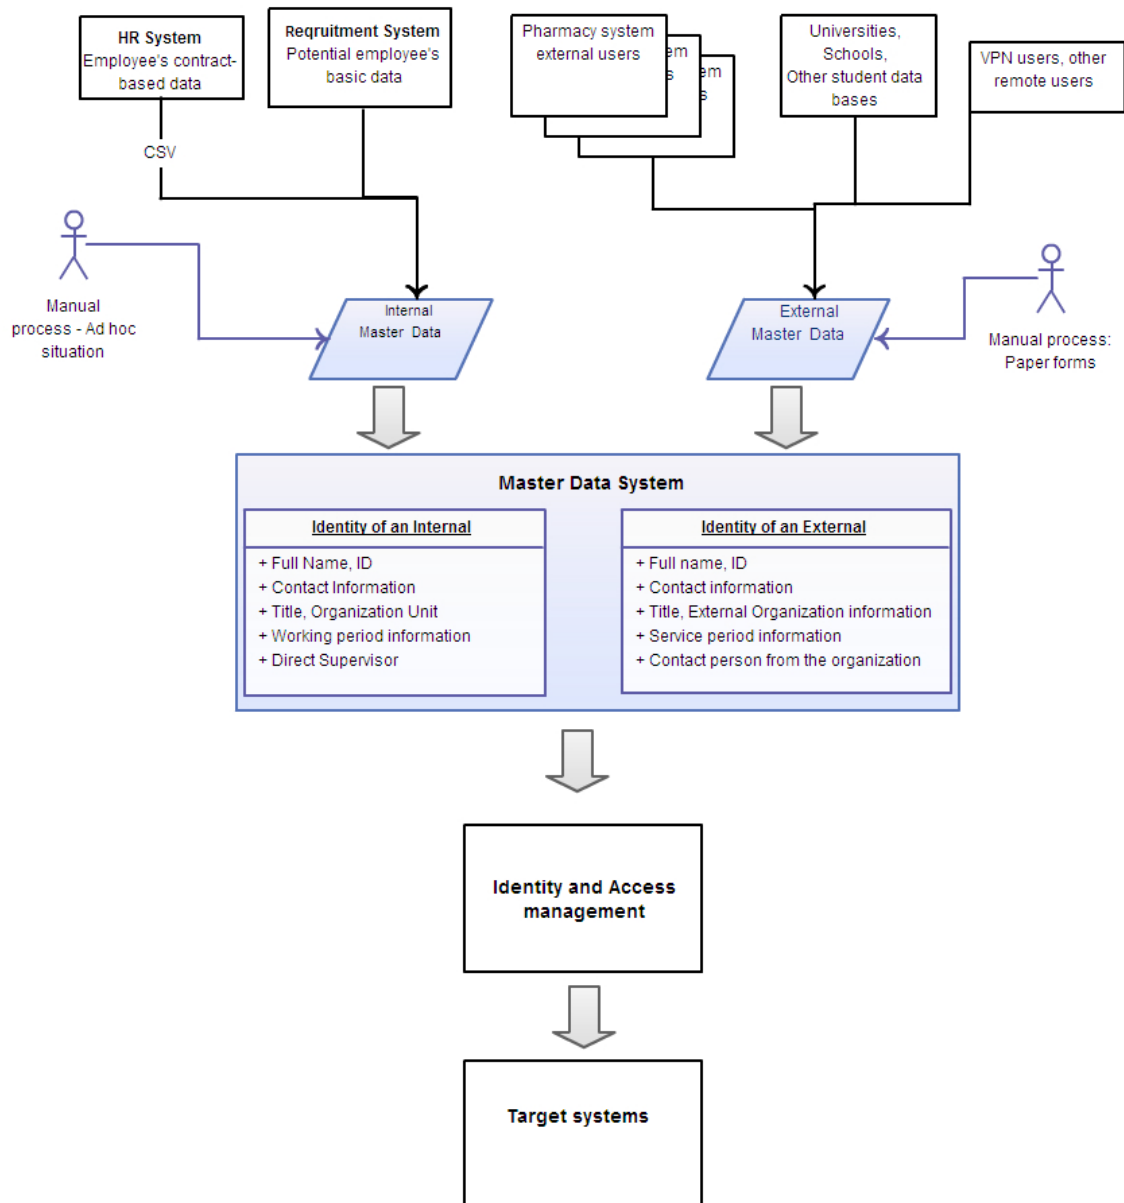 HR System
Employee's contract-
based data
Reqruitment System
Potential employee's
basic data
Pharmacy system
external users
em
s
em
s
Universities,
Schools,
Other student data
bases
VPN users, other
remote users
CSV
Manual
process - Ad hoc
situation
Internal
Master Data
External
Master Data
Manual process:
Paper forms
Master Data System
Identity of an Internal
+ Full Name, ID
+ Contact Information
+ Title, Organization Unit
+ Working period information
+ Direct Supervisor
Identity of an External
+ Full name, ID
+ Contact information
+ Title, External Organization information
+ Service period information
+ Contact person from the organization
Identity and Access
management
Target systems